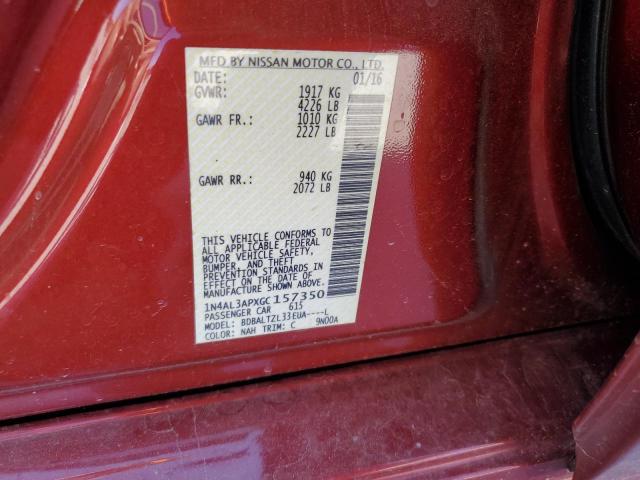 MFD BY NISSAN MOTOR CO., LTD.
DATE: 01/16
GVWR: 1917 KG
4226 LB
GAWR FR.: 1010 KG
2227 LB
GAWR RR.: 940 KG
2072 LB
THIS VEHICLE CONFORMS TO
ALL APPLICABLE FEDERAL
MOTOR VEHICLE SAFETY,
BUMPER, AND THEFT
PREVENTION STANDARDS IN
EFFECT ON THE DATE OF
MANUFACTURE SHOWN ABOVE.
1N4AL3APXGC157350
PASSENGER CAR 615
MODEL: BDBALTZL33EUA----L
COLOR: NAH TRIM: C 9N00A